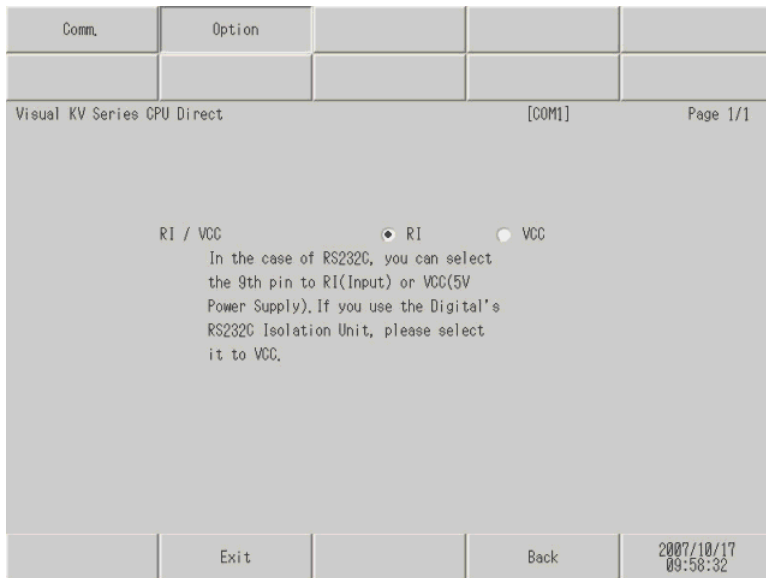 Comm. Option
Visual KV Series CPU Direct [COM1] Page 1/1
RI / VCC RI VCC
In the case of RS232C, you can select
the 9th pin to RI(Input) or VCC(5V
Power Supply).If you use the Digital's
RS232C Isolation Unit, please select
it to VCC.
Exit Back 2007/10/17
09:58:32